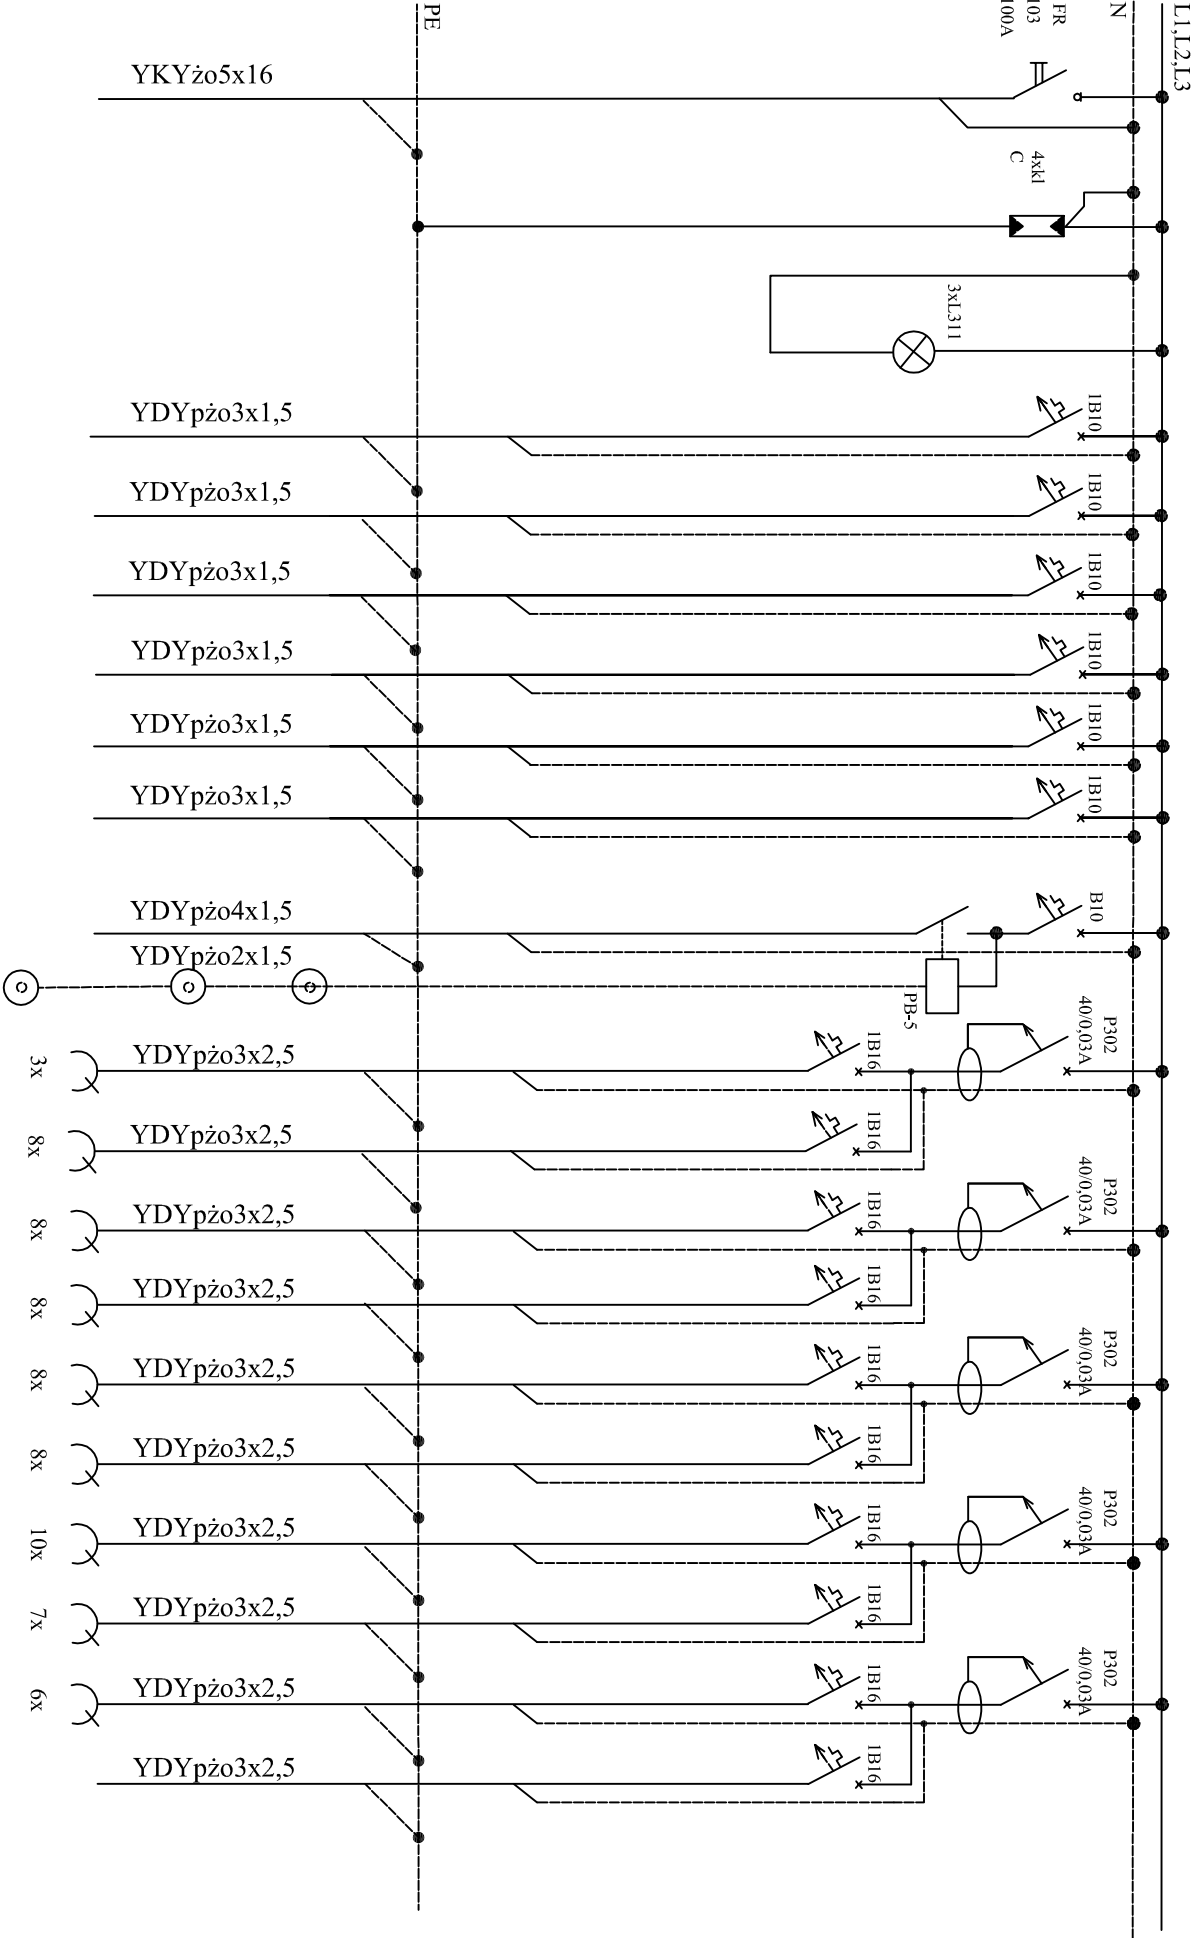 L1,L2,L3
N
PE
FR
103
100A
YKYżo5x16
4xkl
C
3xL311
1B10
YDYpżo3x1,5
1B10
YDYpżo3x1,5
1B10
YDYpżo3x1,5
1B10
YDYpżo3x1,5
1B10
YDYpżo3x1,5
1B10
YDYpżo3x1,5
B10
YDYpżo4x1,5
YDYpżo2x1,5
PB-5
P302
40/0,03A
1B16
YDYpżo3x2,5
3x
1B16
YDYpżo3x2,5
8x
P302
40/0,03A
1B16
YDYpżo3x2,5
8x
1B16
YDYpżo3x2,5
8x
P302
40/0,03A
1B16
YDYpżo3x2,5
8x
1B16
YDYpżo3x2,5
8x
P302
40/0,03A
1B16
YDYpżo3x2,5
10x
1B16
YDYpżo3x2,5
7x
P302
40/0,03A
1B16
YDYpżo3x2,5
6x
1B16
YDYpżo3x2,5